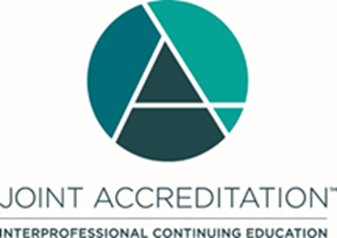 JOINT ACCREDITATION™
INTERPROFESSIONAL CONTINUING EDUCATION